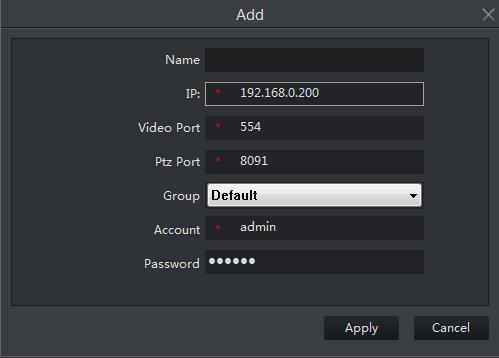 Add
Name
IP: * 192.168.0.200
Video Port * 554
Ptz Port * 8091
Group Default
Account * admin
Password ●●●●●●
Apply Cancel